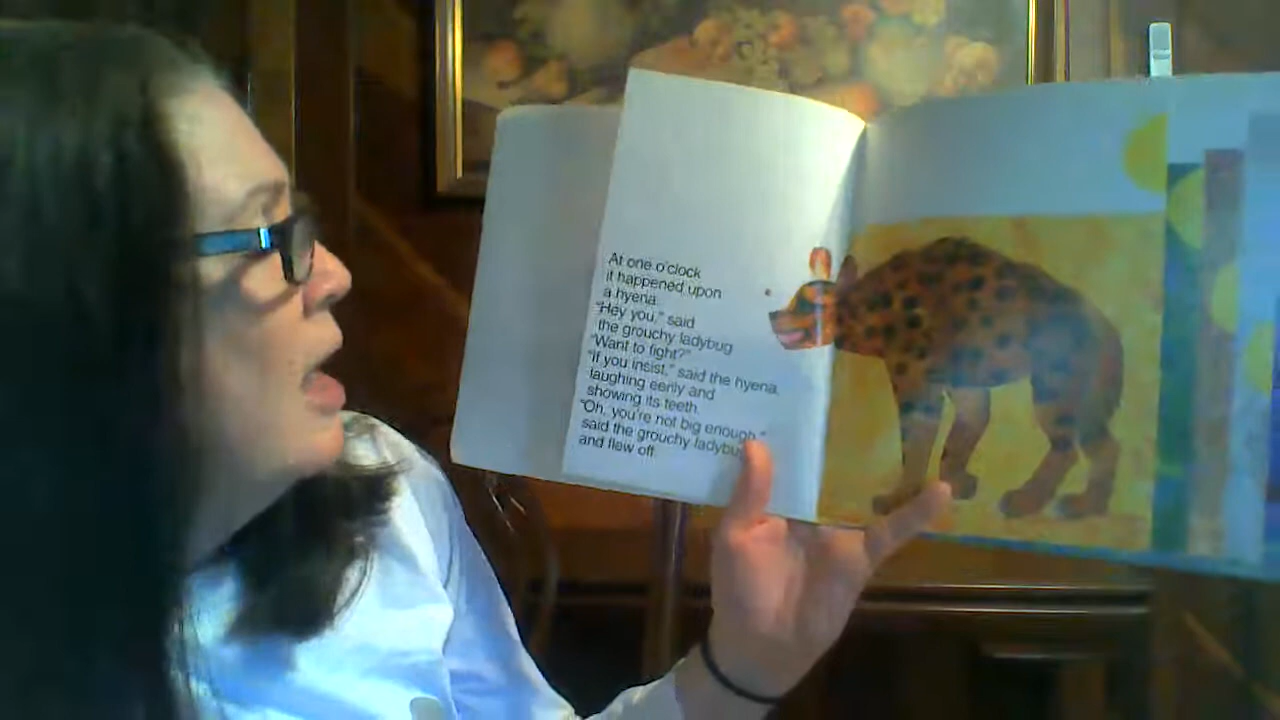 At one o'clock
it happened upon
a hyena.
"Hey you," said
the grouchy ladybug
"Want to fight?"
"If you insist," said the hyena,
laughing eerily and
showing its teeth.
"Oh, you're not big enough,"
said the grouchy
and flew off.